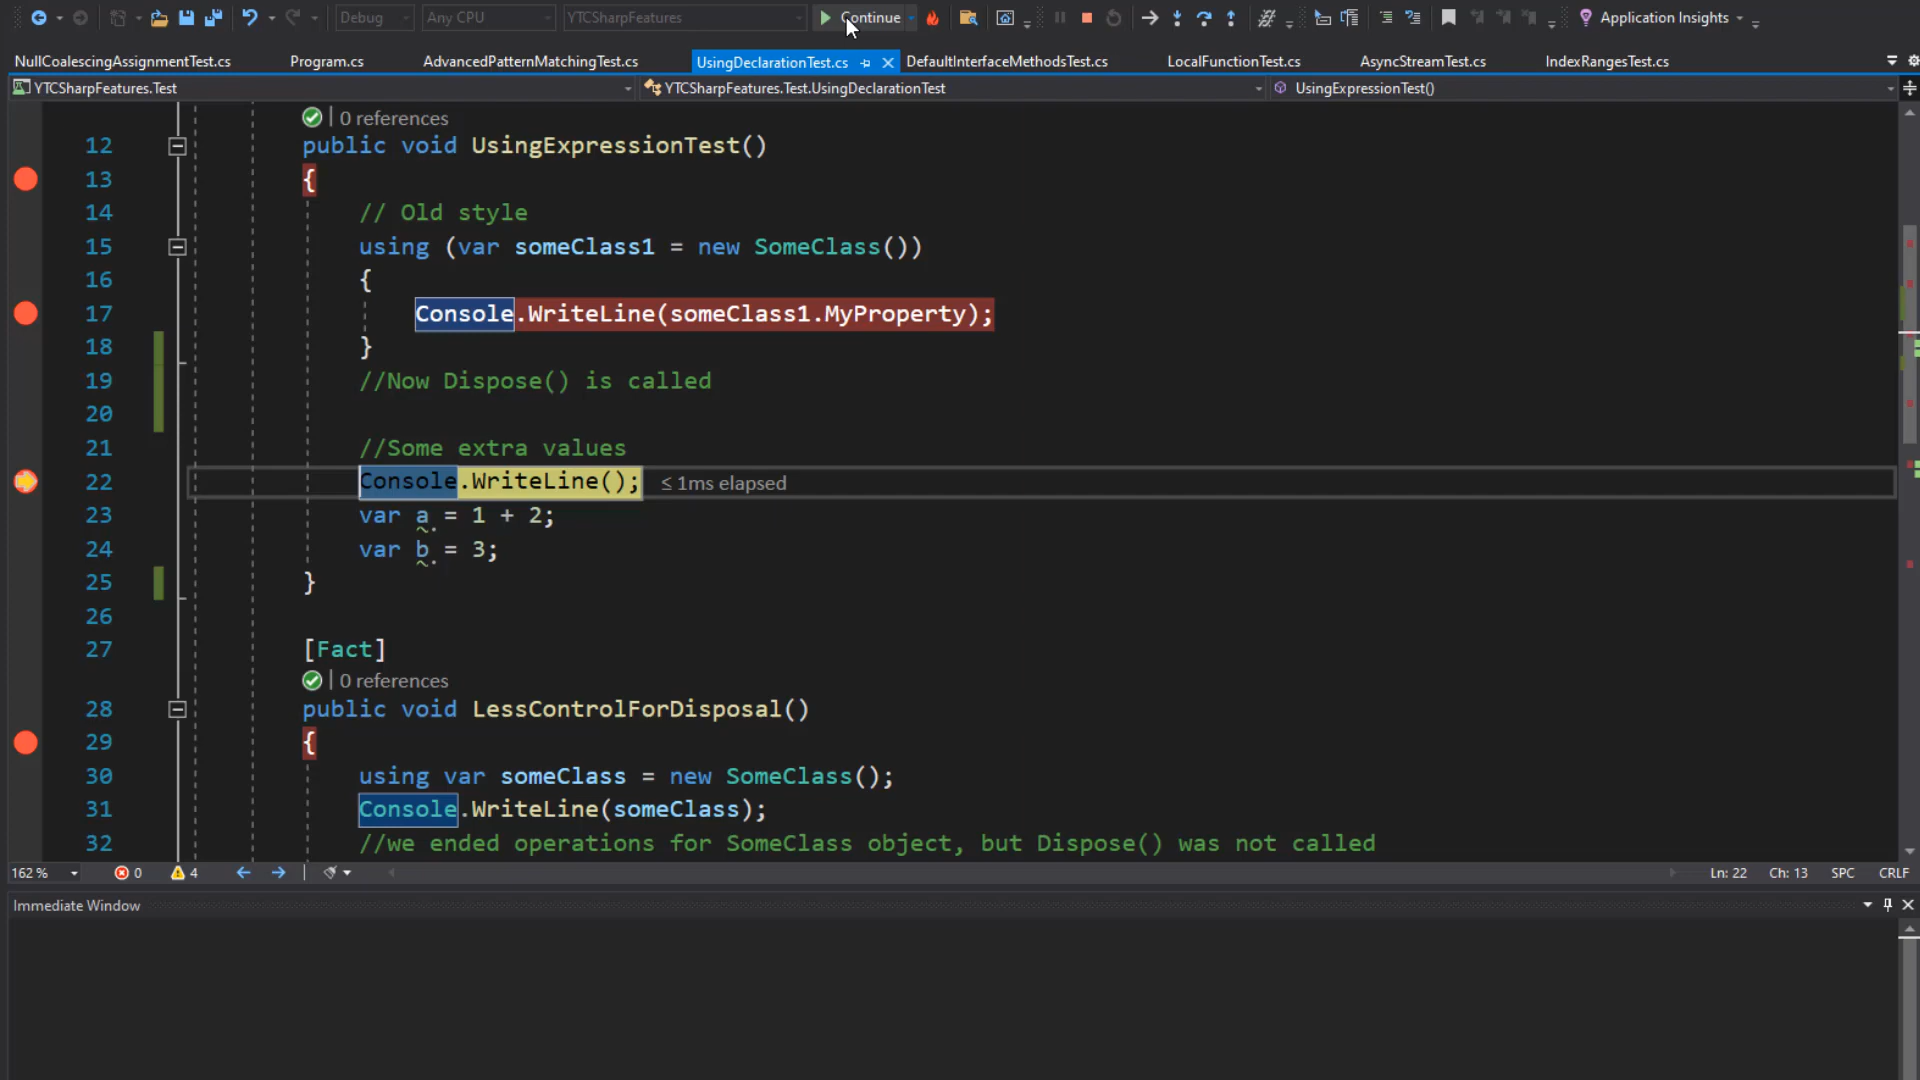 Debug
Any CPU
YTCSharpFeatures
Continue
Application Insights
NullCoalescingAssignmentTest.cs
Program.cs
AdvancedPatternMatchingTest.cs
UsingDeclarationTest.cs
DefaultInterfaceMethodsTest.cs
LocalFunctionTest.cs
AsyncStreamTest.cs
IndexRangesTest.cs
YTCSharpFeatures.Test
YTCSharpFeatures.Test.UsingDeclarationTest
UsingExpressionTest()
| 0 references
12 public void UsingExpressionTest()
13 {
14 // Old style
15 using (var someClass1 = new SomeClass())
16 {
17 Console.WriteLine(someClass1.MyProperty);
18 }
19 //Now Dispose() is called
20
21 //Some extra values
22 Console.WriteLine(); ≤ 1ms elapsed
23 var a = 1 + 2;
24 var b = 3;
25 }
26
27 [Fact]
| 0 references
28 public void LessControlForDisposal()
29 {
30 using var someClass = new SomeClass();
31 Console.WriteLine(someClass);
32 //we ended operations for SomeClass object, but Dispose() was not called
162 %
0
4
Ln: 22
Ch: 13
SPC
CRLF
Immediate Window